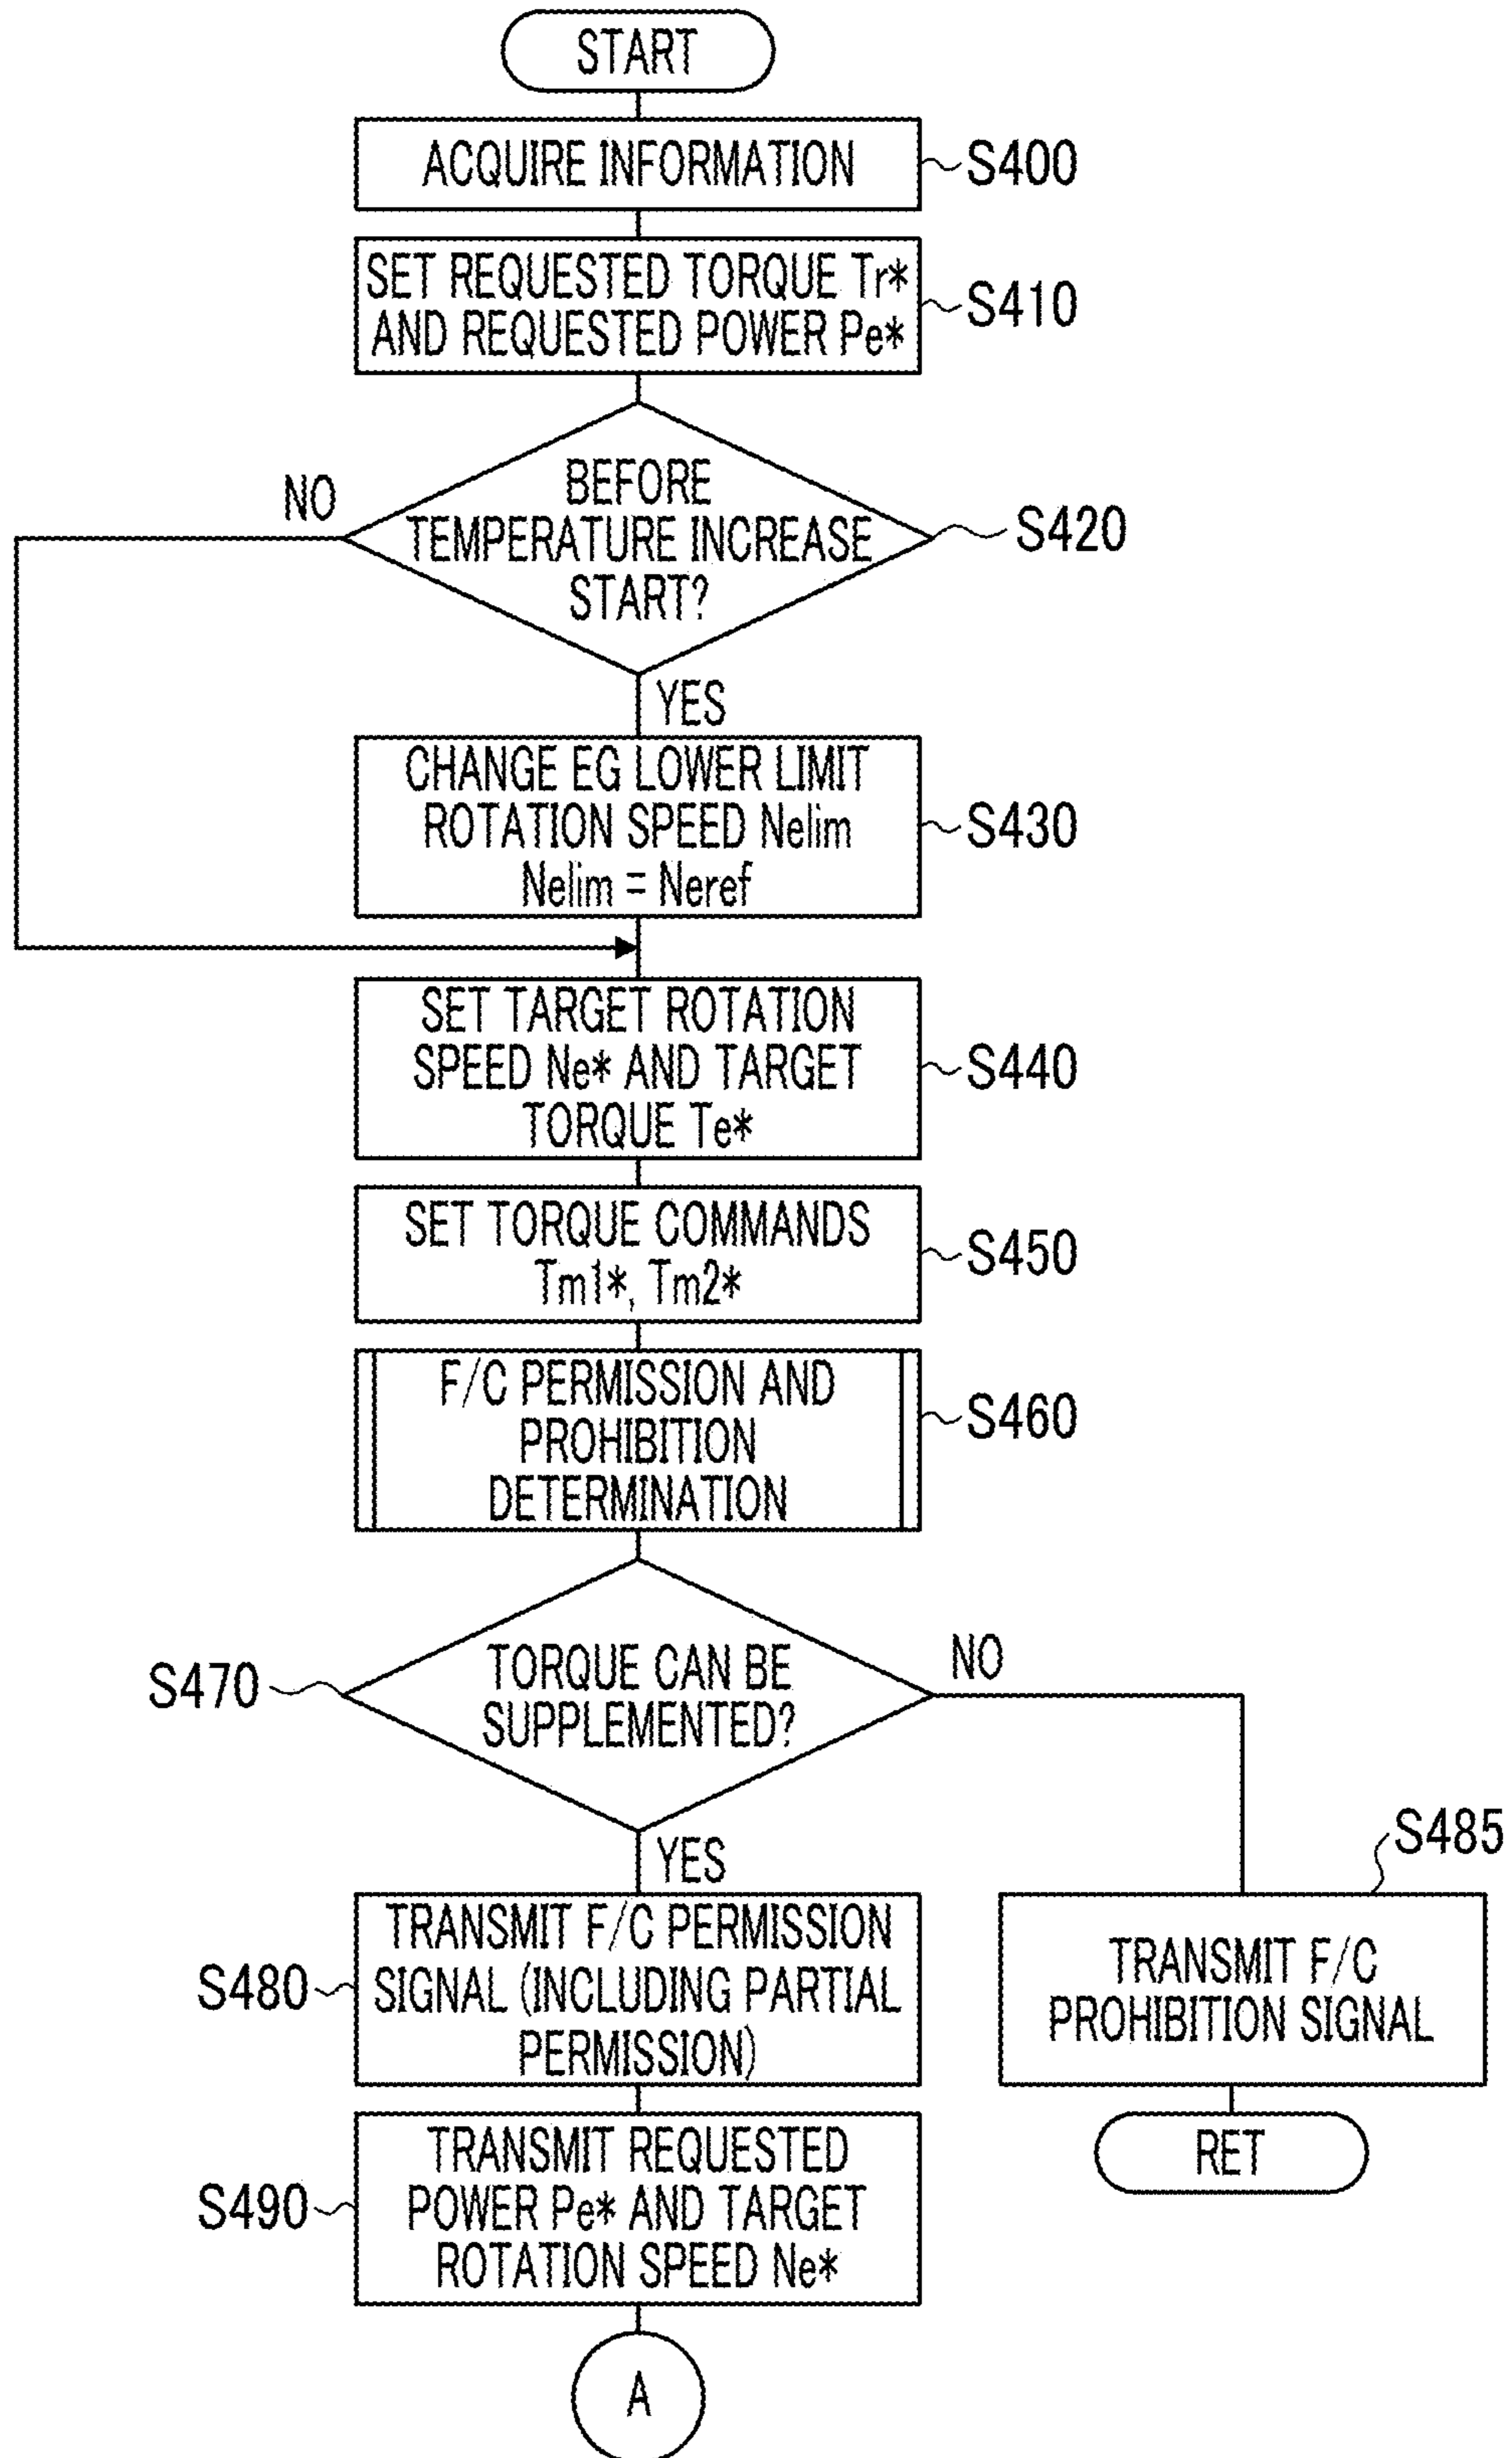 START
ACQUIRE INFORMATION
S400
SET REQUESTED TORQUE Tr*
AND REQUESTED POWER Pe*
S410
NO
BEFORE
TEMPERATURE INCREASE
START?
S420
YES
CHANGE EG LOWER LIMIT
ROTATION SPEED Nelim
Nelim = Neref
S430
SET TARGET ROTATION
SPEED Ne* AND TARGET
TORQUE Te*
S440
SET TORQUE COMMANDS
Tm1*, Tm2*
S450
F/C PERMISSION AND
PROHIBITION
DETERMINATION
S460
S470
TORQUE CAN BE
SUPPLEMENTED?
NO
YES
S480
TRANSMIT F/C PERMISSION
SIGNAL (INCLUDING PARTIAL
PERMISSION)
S485
TRANSMIT F/C
PROHIBITION SIGNAL
RET
S490
TRANSMIT REQUESTED
POWER Pe* AND TARGET
ROTATION SPEED Ne*
A